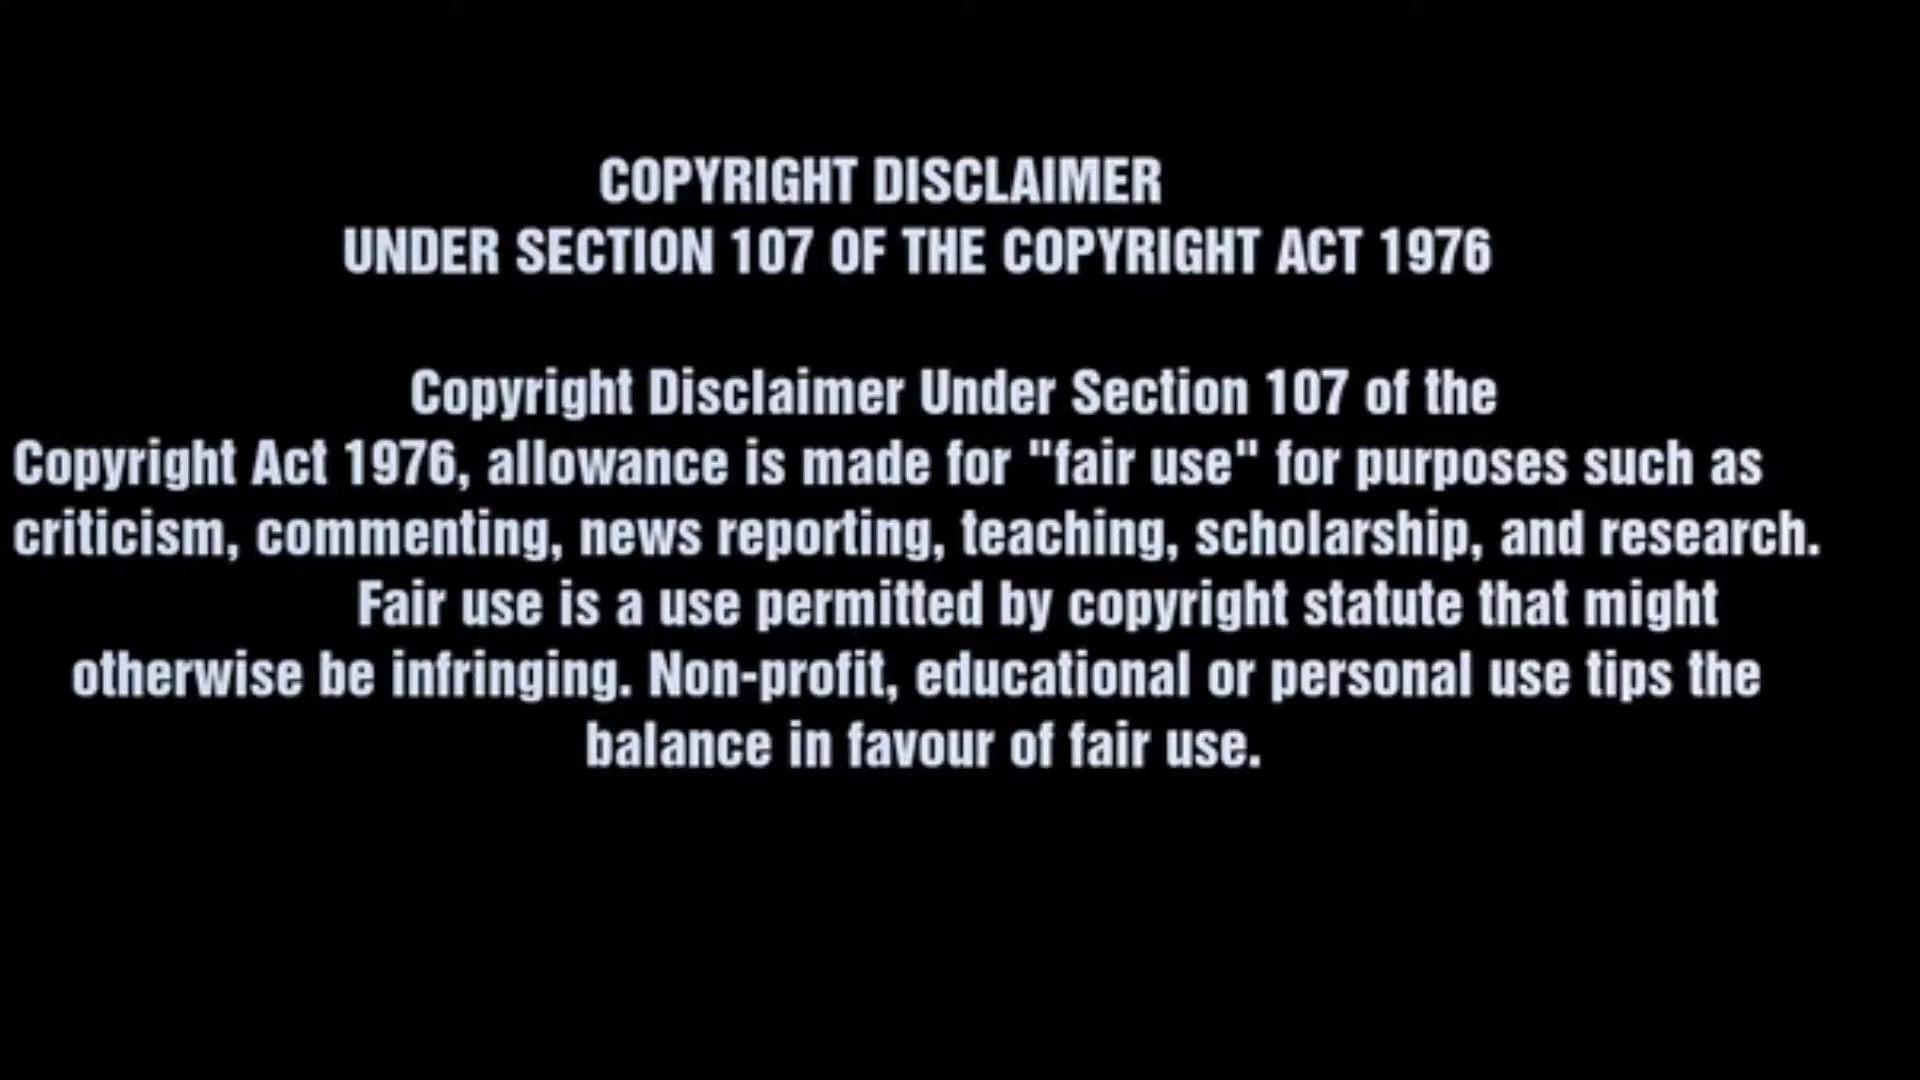 COPYRIGHT DISCLAIMER
UNDER SECTION 107 OF THE COPYRIGHT ACT 1976
Copyright Disclaimer Under Section 107 of the
Copyright Act 1976, allowance is made for "fair use" for purposes such as
criticism, commenting, news reporting, teaching, scholarship, and research.
Fair use is a use permitted by copyright statute that might
otherwise be infringing. Non-profit, educational or personal use tips the
balance in favour of fair use.